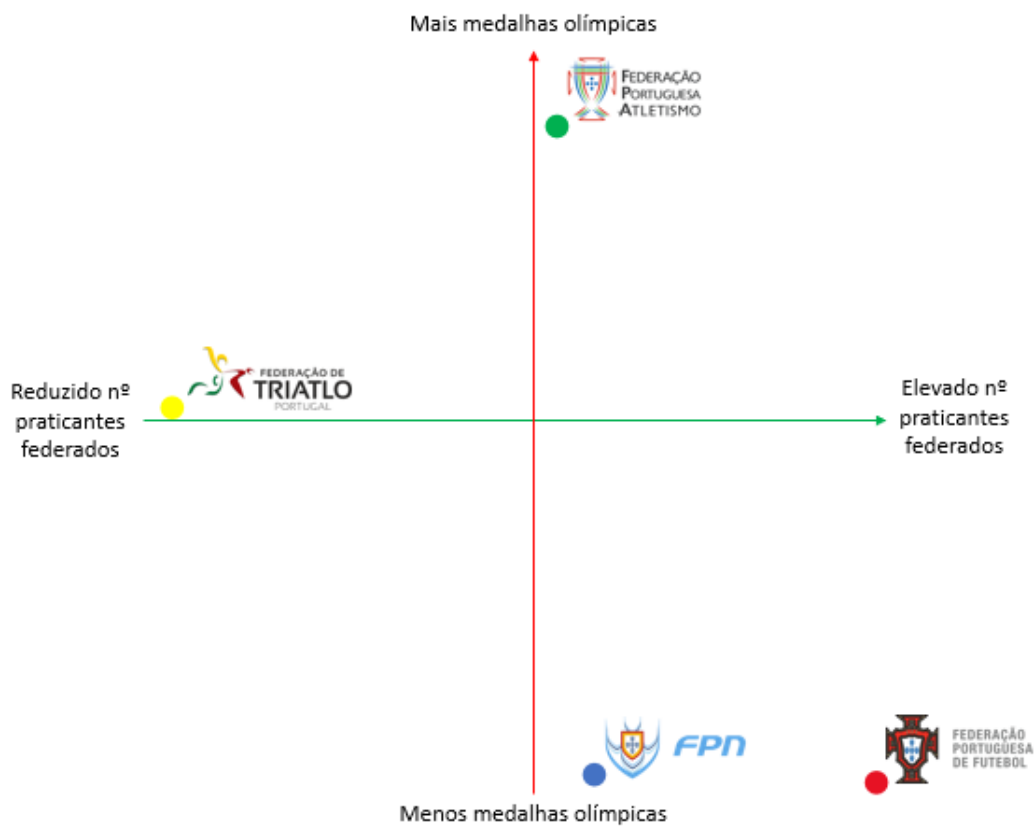 Mais medalhas olímpicas
FEDERAÇÃO
PORTUGUESA
ATLETISMO
FEDERAÇÃO DE
TRIATLO
PORTUGAL
Reduzido nº
praticantes
federados
Elevado nº
praticantes
federados
FPN
FEDERAÇÃO
PORTUGUESA
DE FUTEBOL
Menos medalhas olímpicas